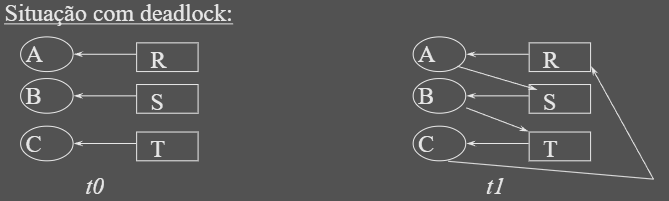 Situação com deadlock:
A R A R
B S B S
C T C T
t0 t1